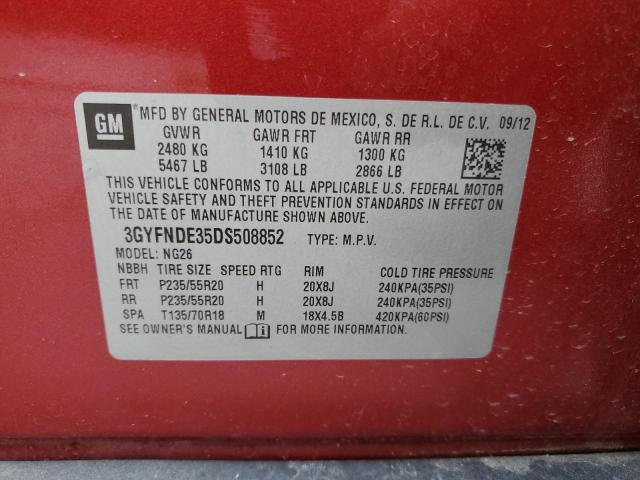 GM
® MFD BY GENERAL MOTORS DE MEXICO, S. DE R.L. DE C.V. 09/12
GVWR GAWR FRT GAWR RR
2480 KG 1410 KG 1300 KG
5467 LB 3108 LB 2866 LB
THIS VEHICLE CONFORMS TO ALL APPLICABLE U.S. FEDERAL MOTOR
VEHICLE SAFETY AND THEFT PREVENTION STANDARDS IN EFFECT ON
DATE OF MANUFACTURE SHOWN ABOVE.
3GYFNDE35DS508852 TYPE: M.P.V.
MODEL: NG26
NBBH TIRE SIZE SPEED RTG RIM COLD TIRE PRESSURE
FRT P235/55R20 H 20X8J 240KPA(35PSI)
RR P235/55R20 H 20X8J 240KPA(35PSI)
SPA T135/70R18 M 18X4.5B 420KPA(60PSI)
SEE OWNER'S MANUAL FOR MORE INFORMATION.